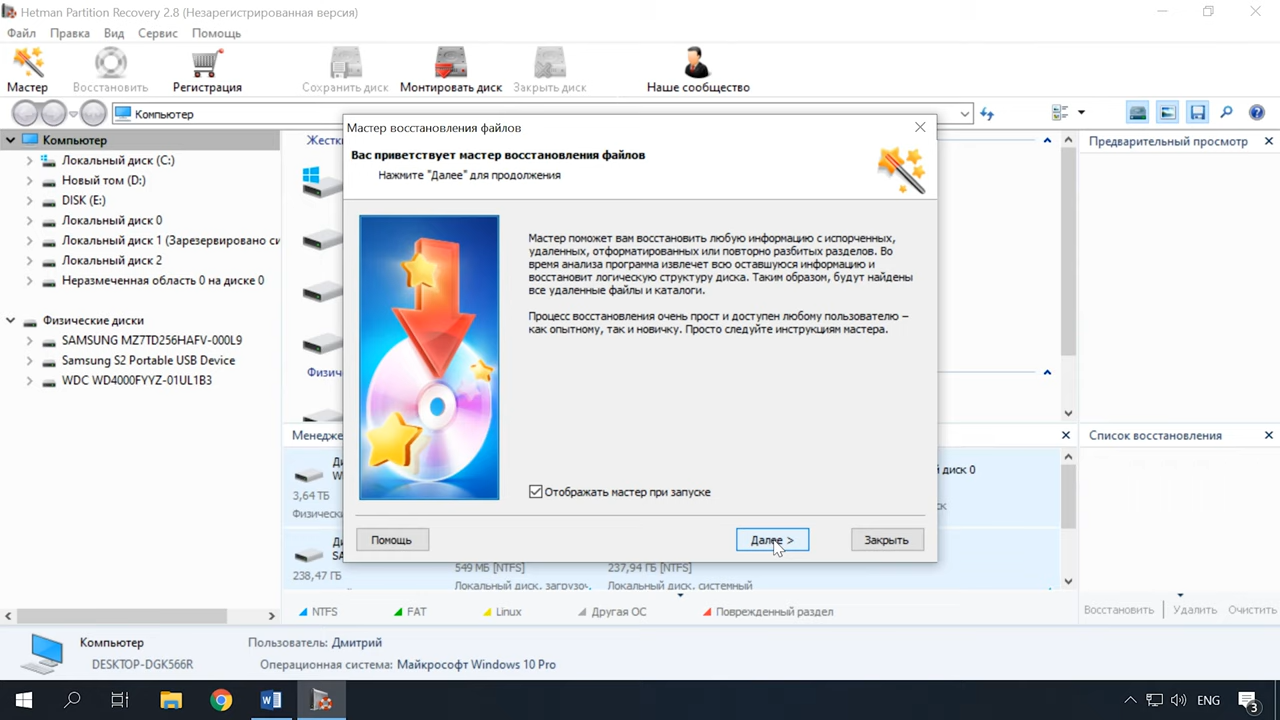 Hetman Partition Recovery 2.8 (Незарегистрированная версия)
Файл Правка Вид Сервис Помощь
Мастер Восстановить Регистрация Сохранить диск Монтировать диск Закрыть диск Наше сообщество
Компьютер
Компьютер
Локальный диск (C:)
Новый том (D:)
DISK (E:)
Локальный диск 0
Локальный диск 1 (Зарезервировано си
Локальный диск 2
Неразмеченная область 0 на диске 0
Физические диски
SAMSUNG MZ7TD256HAFV-000L9
Samsung S2 Portable USB Device
WDC WD4000FYYZ-01UL1B3
Жестки
Физич
Мастер восстановления файлов
Вас приветствует мастер восстановления файлов
Нажмите "Далее" для продолжения
Мастер поможет вам восстановить любую информацию с испорченных,
удаленных, отформатированных или повторно разбитых разделов. Во
время анализа программа извлечет всю оставшуюся информацию и
восстановит логическую структуру диска. Таким образом, будут найдены
все удаленные файлы и каталоги.
Процесс восстановления очень прост и доступен любому пользователю –
как опытному, так и новичку. Просто следуйте инструкциям мастера.
Отображать мастер при запуске
Помощь Далее > Закрыть
Предварительный просмотр
Список восстановления
Менедже
Ди
W
3,64 ТБ
Физически
й диск 0
ск
Ди
SA
238,47 ГБ
549 МБ [NTFS] 237,94 ГБ [NTFS]
Локальный диск, загрузоч Локальный диск, системный
NTFS FAT Linux Другая ОС Поврежденный раздел
Восстановить Удалить Очистить
Компьютер Пользователь: Дмитрий
DESKTOP-DGK566R Операционная система: Майкрософт Windows 10 Pro
ENG 3